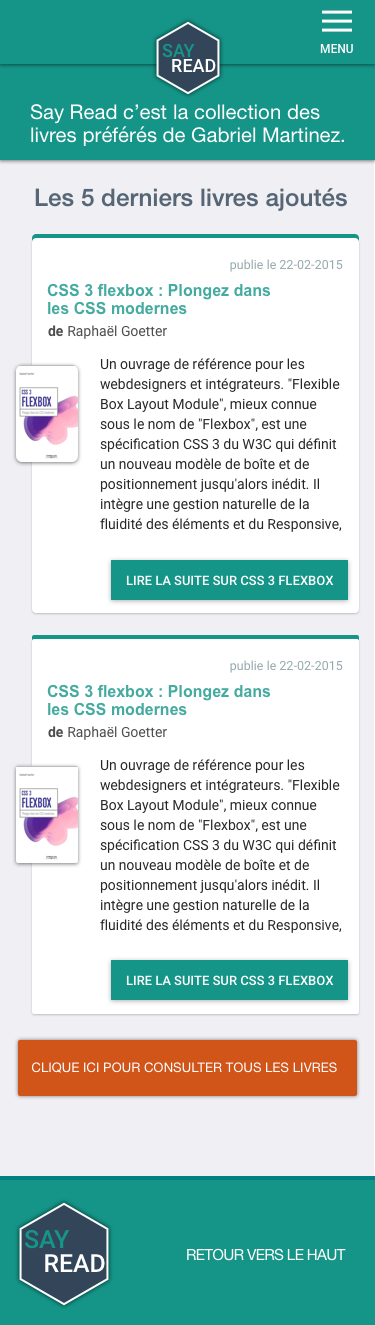 SAY
READ
MENU
Say Read c’est la collection des
livres préférés de Gabriel Martinez.
Les 5 derniers livres ajoutés
publie le 22-02-2015
CSS 3 flexbox : Plongez dans
les CSS modernes
de Raphaël Goetter
CSS 3
FLEXBOX
Un ouvrage de référence pour les
webdesigners et intégrateurs. "Flexible
Box Layout Module", mieux connue
sous le nom de "Flexbox", est une
spécification CSS 3 du W3C qui définit
un nouveau modèle de boîte et de
positionnement jusqu'alors inédit. Il
intègre une gestion naturelle de la
fluidité des éléments et du Responsive,
LIRE LA SUITE SUR CSS 3 FLEXBOX
publie le 22-02-2015
CSS 3 flexbox : Plongez dans
les CSS modernes
de Raphaël Goetter
CSS 3
FLEXBOX
Un ouvrage de référence pour les
webdesigners et intégrateurs. "Flexible
Box Layout Module", mieux connue
sous le nom de "Flexbox", est une
spécification CSS 3 du W3C qui définit
un nouveau modèle de boîte et de
positionnement jusqu'alors inédit. Il
intègre une gestion naturelle de la
fluidité des éléments et du Responsive,
LIRE LA SUITE SUR CSS 3 FLEXBOX
CLIQUE ICI POUR CONSULTER TOUS LES LIVRES
SAY
READ
RETOUR VERS LE HAUT